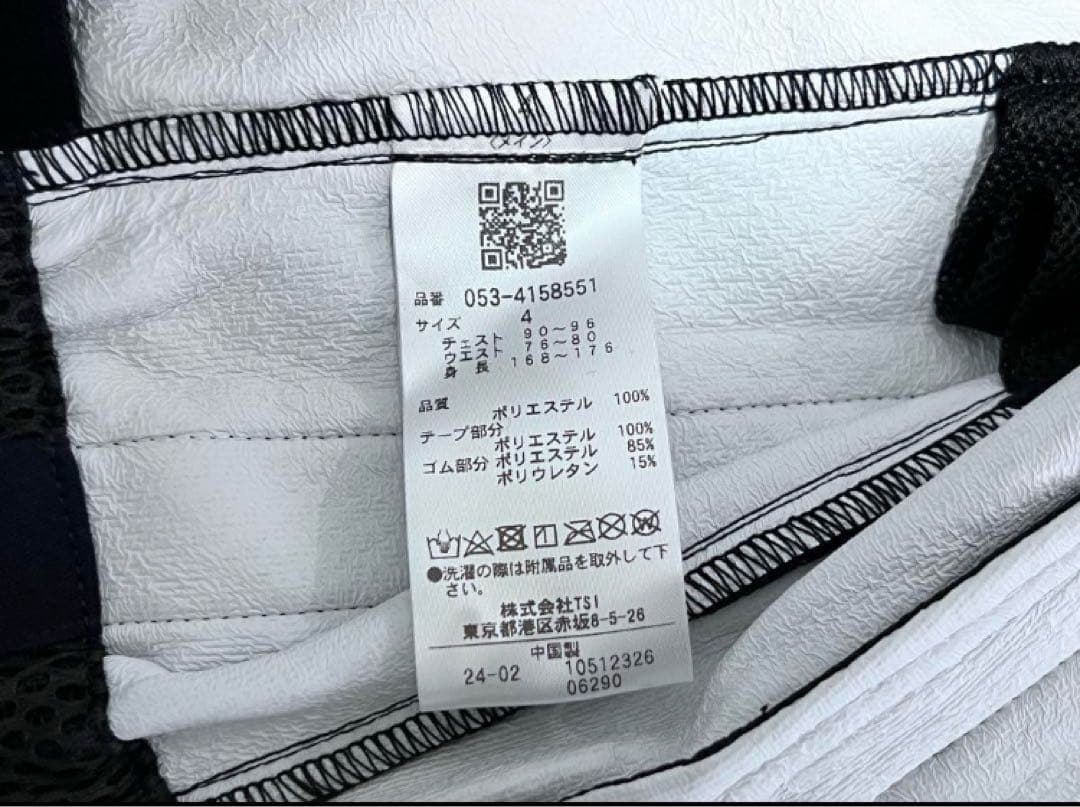 〈メイン〉
品番 053-4158551
サイズ 4
チェスト 90～96
ウエスト 76～80
身長 168～176
品質 ポリエステル 100%
テープ部分
ポリエステル 100%
ゴム部分 ポリエステル 85%
ポリウレタン 15%
●洗濯の際は附属品を取外して下
さい。
株式会社TSI
東京都港区赤坂8-5-26
中国製
24-02 10512326
06290